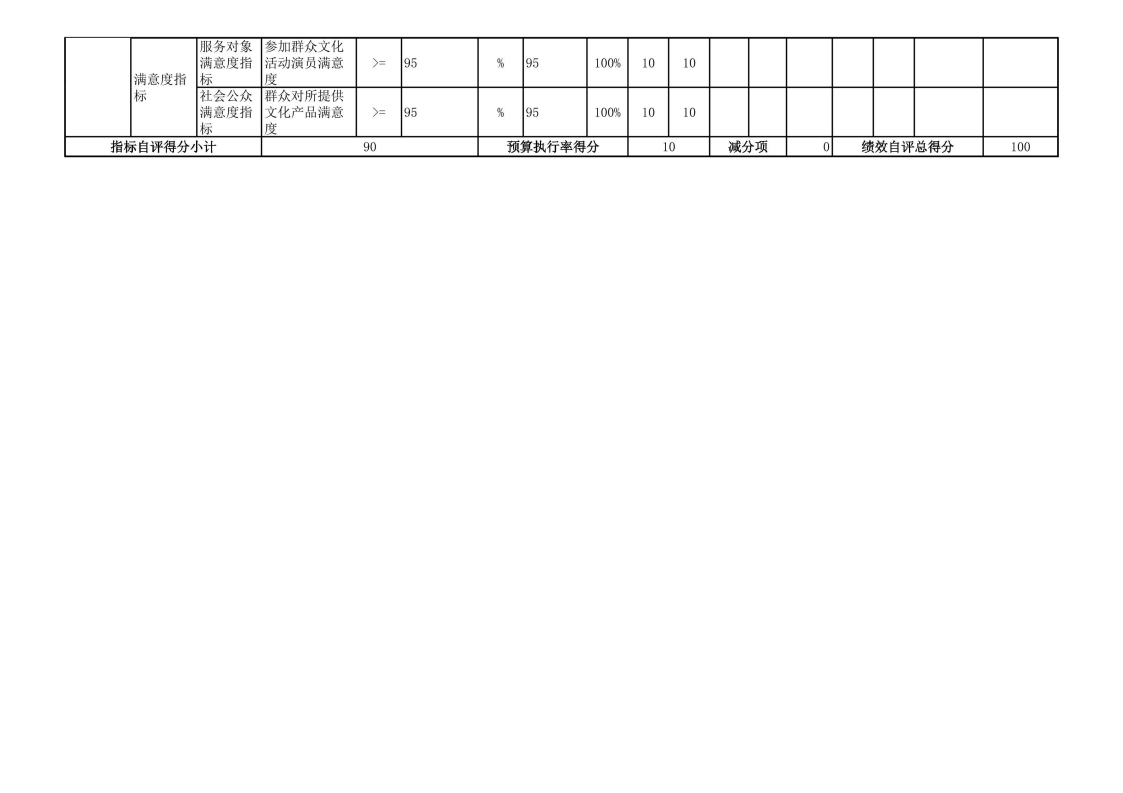 满意度指
标
服务对象
满意度指
标
参加群众文化
活动演员满意
度
>= 95 % 95 100% 10 10
社会公众
满意度指
标
群众对所提供
文化产品满意
度
>= 95 % 95 100% 10 10
指标自评得分小计 90 预算执行率得分 10 减分项 0 绩效自评总得分 100